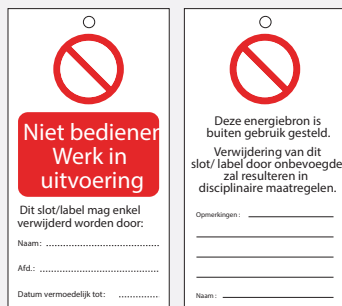 Niet bediener
Werk in
uitvoering
Dit slot/label mag enkel
verwijderd worden door:
Naam:
Afd.:
Datum vermoedelijk tot:
Deze energiebron is
buiten gebruik gesteld.
Verwijdering van dit
slot/ label door onbevoegde
zal resulteren in
disciplinaire maatregelen.
Opmerkingen:
Naam: